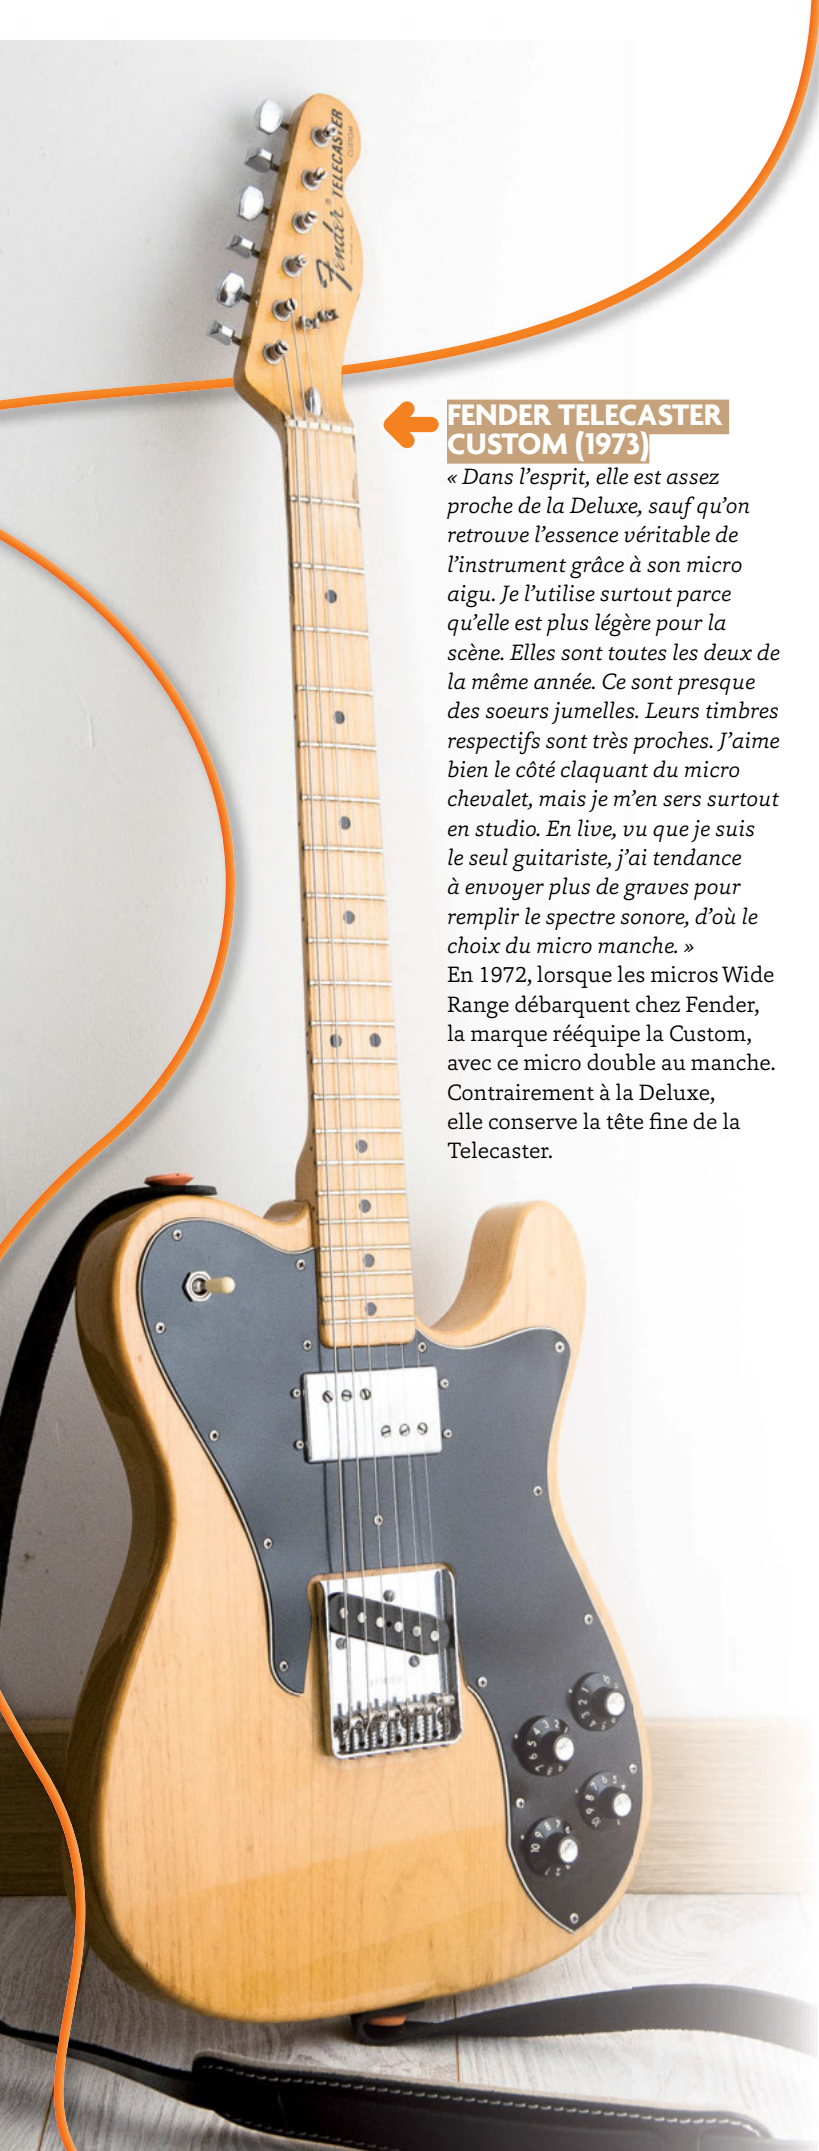 Fender TELECASTER
CUSTOM
FENDER TELECASTER
CUSTOM (1973)
« Dans l’esprit, elle est assez
proche de la Deluxe, sauf qu’on
retrouve l’essence véritable de
l’instrument grâce à son micro
aigu. Je l’utilise surtout parce
qu’elle est plus légère pour la
scène. Elles sont toutes les deux de
la même année. Ce sont presque
des soeurs jumelles. Leurs timbres
respectifs sont très proches. J’aime
bien le côté claquant du micro
chevalet, mais je m’en sers surtout
en studio. En live, vu que je suis
le seul guitariste, j’ai tendance
à envoyer plus de graves pour
remplir le spectre sonore, d’où le
choix du micro manche. »
En 1972, lorsque les micros Wide
Range débarquent chez Fender,
la marque rééquipe la Custom,
avec ce micro double au manche.
Contrairement à la Deluxe,
elle conserve la tête fine de la
Telecaster.